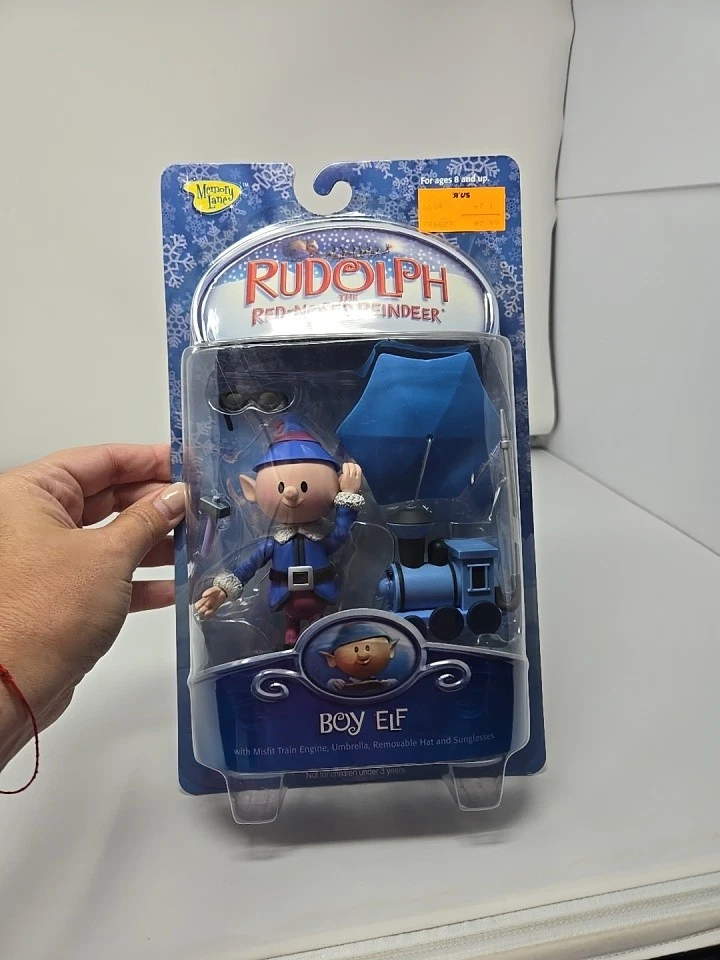 Memory
Lane™
For ages 8 and up.
R US
RUDOLPH
THE
RED-NOSED REINDEER®
BOY ELF
with Misfit Train Engine, Umbrella, Removable Hat and Sunglasses
Not for children under 3 years